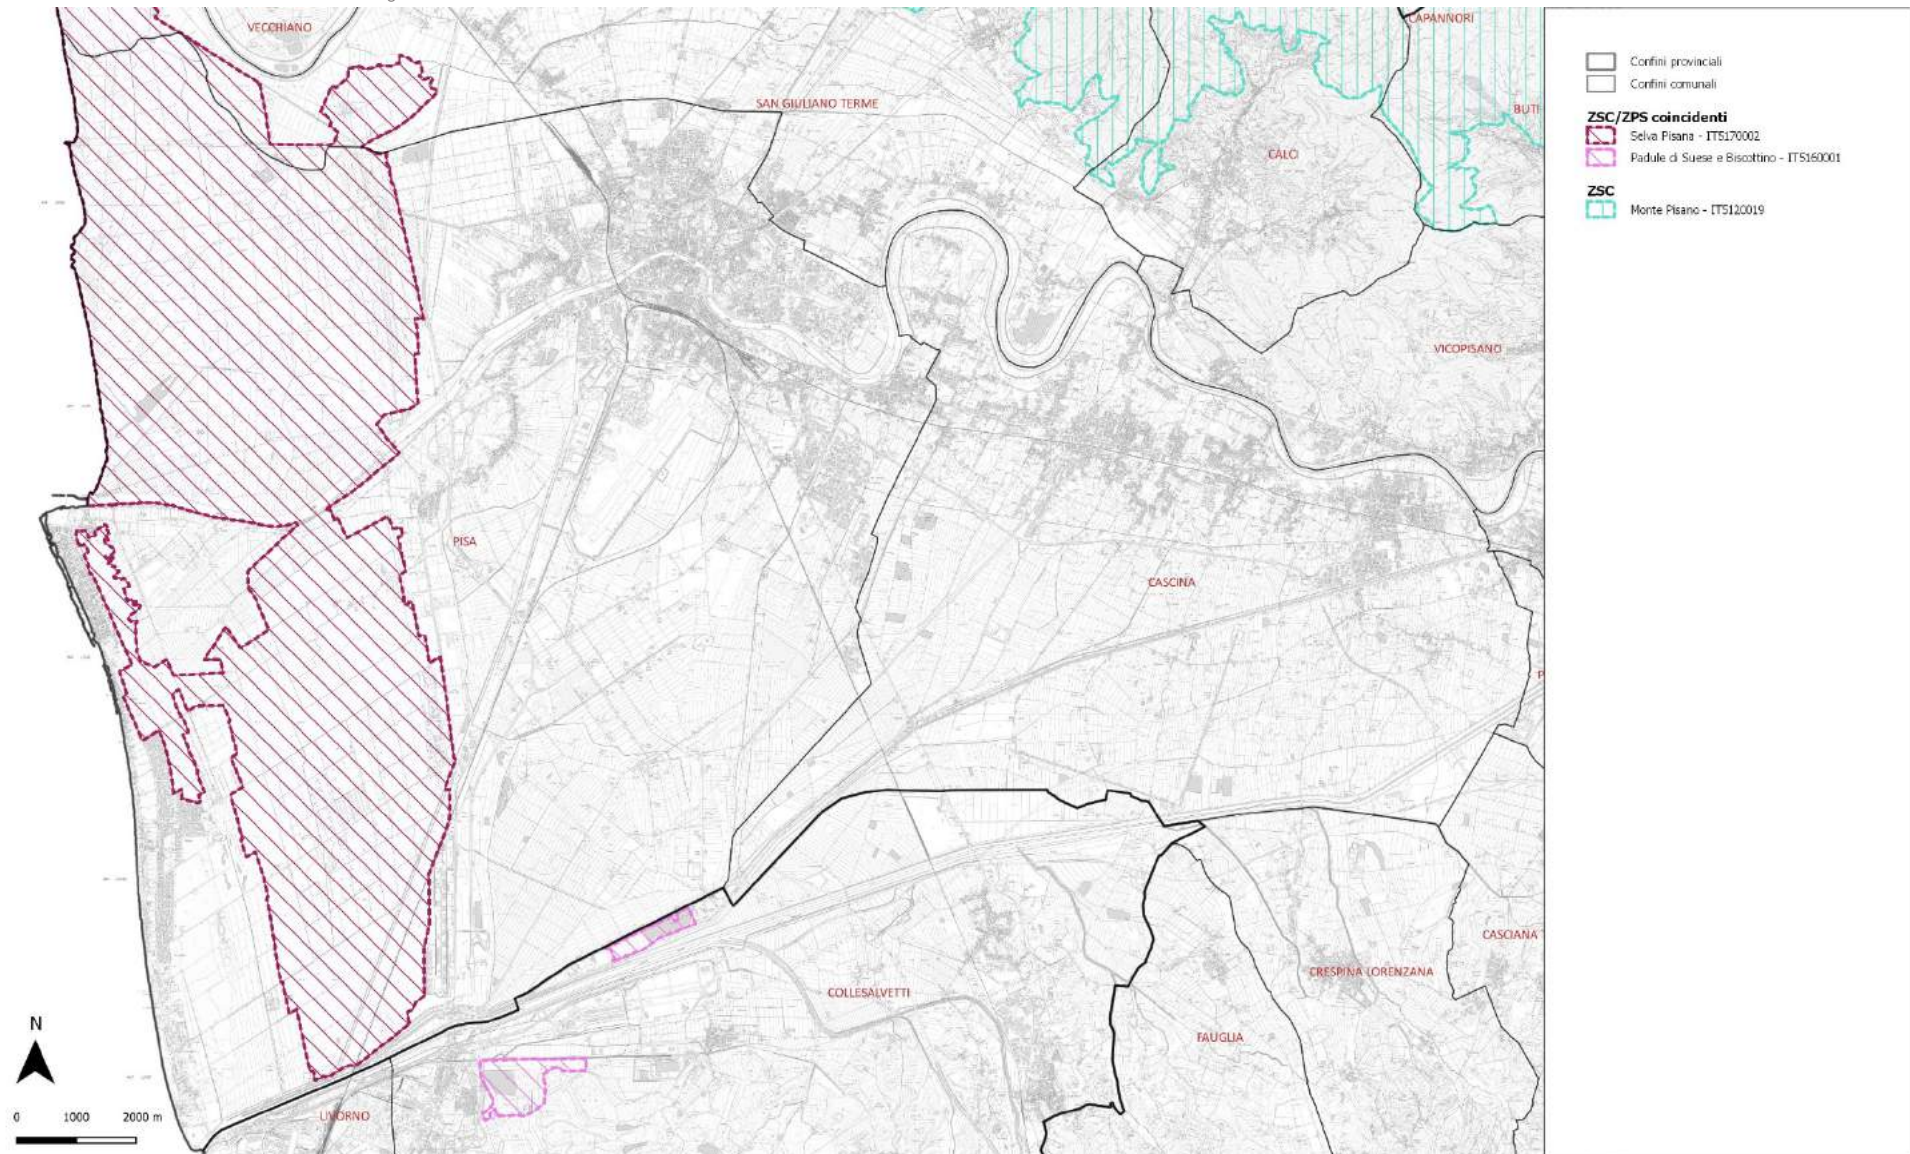 VECCHIANO
CAPANNORI
SAN GIULIANO TERME
BUTI
CALCI
VICOPISANO
PISA
CASCINA
P
CASCIANA
CRESPINA LORENZANA
COLLESALVETTI
FAUGLIA
LIVORNO
N
0 1000 2000 m
Confini provinciali
Confini comunali
ZSC/ZPS coincidenti
Selva Pisana - IT5170002
Padule di Suese e Biscottino - IT5160001
ZSC
Monte Pisano - IT5120019